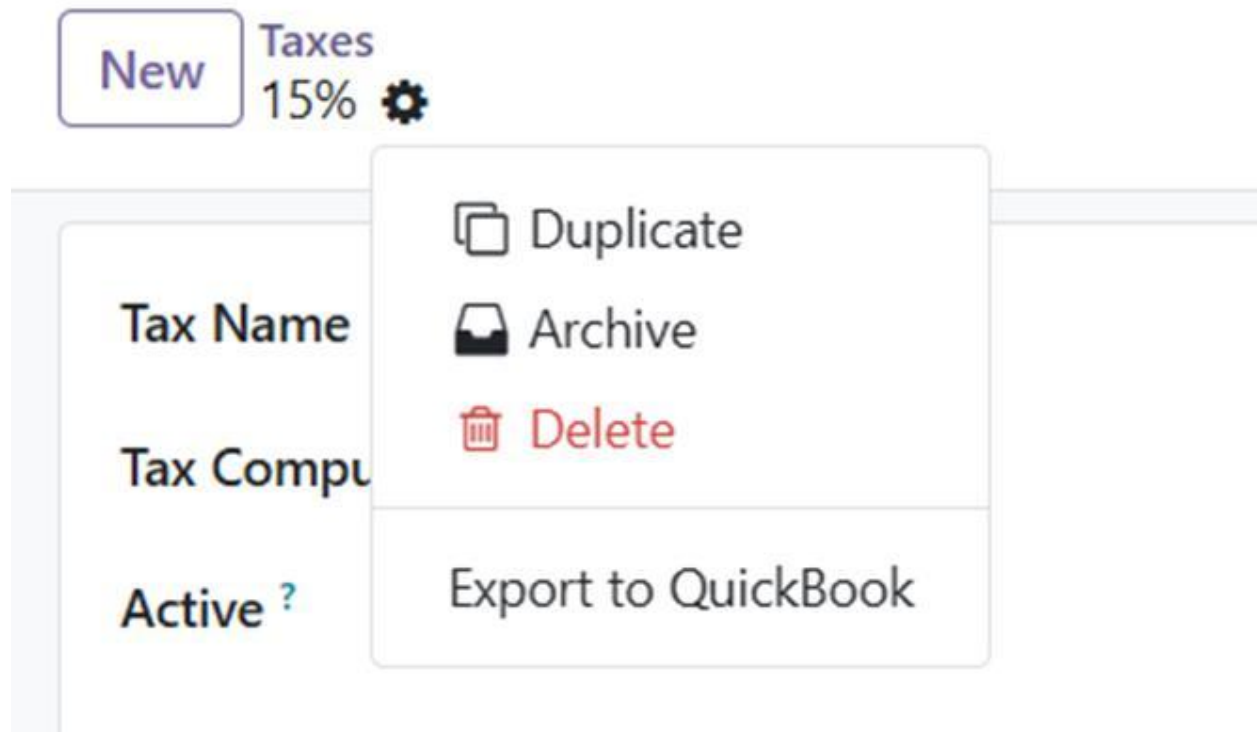 New
Taxes
15%
Duplicate
Archive
Delete
Export to QuickBook
Tax Name
Tax Compu
Active ?